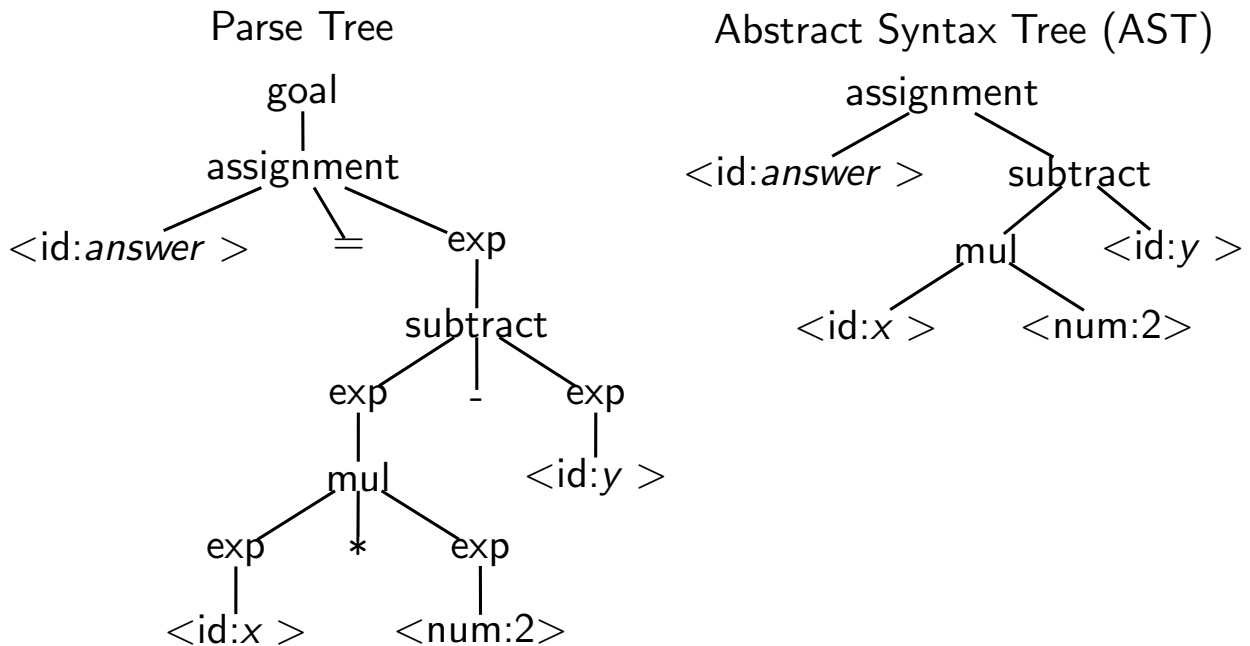 Parse Tree
goal
assignment
<id:answer >
=
exp
subtract
exp
-
exp
mul
<id:y >
exp
*
exp
<id:x >
<num:2>
Abstract Syntax Tree (AST)
assignment
<id:answer >
subtract
mul
<id:y >
<id:x >
<num:2>